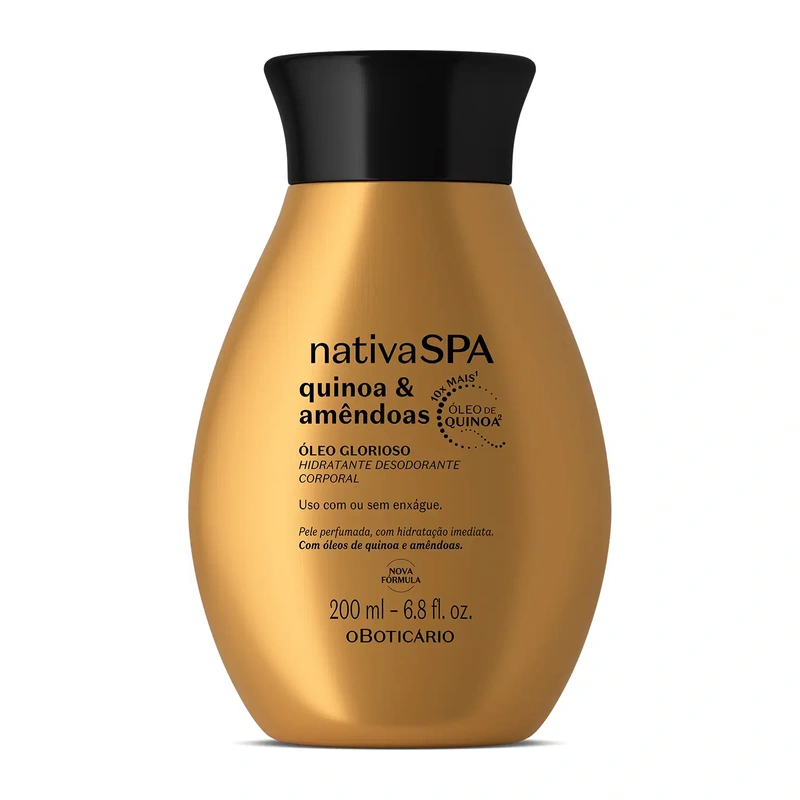 nativaSPA
quinoa &
amêndoas
10x MAIS¹
ÓLEO DE
QUINOA²
ÓLEO GLORIOSO
HIDRATANTE DESODORANTE
CORPORAL
Uso com ou sem enxágue.
Pele perfumada, com hidratação imediata.
Com óleos de quinoa e amêndoas.
NOVA
FÓRMULA
200 ml – 6.8 fl. oz.
oBOTICÁRIO